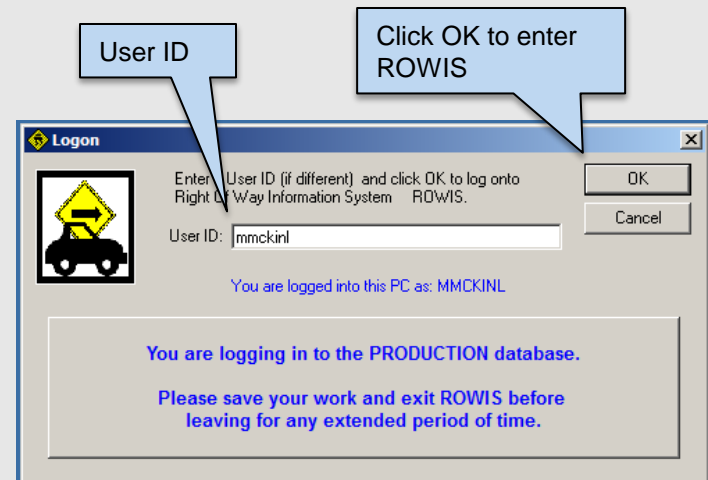 User ID
Click OK to enter
ROWIS
Logon
Enter User ID (if different) and click OK to log onto
Right Of Way Information System ROWIS.
OK
Cancel
User ID: mmckinl
You are logged into this PC as: MMCKINL
You are logging in to the PRODUCTION database.
Please save your work and exit ROWIS before
leaving for any extended period of time.